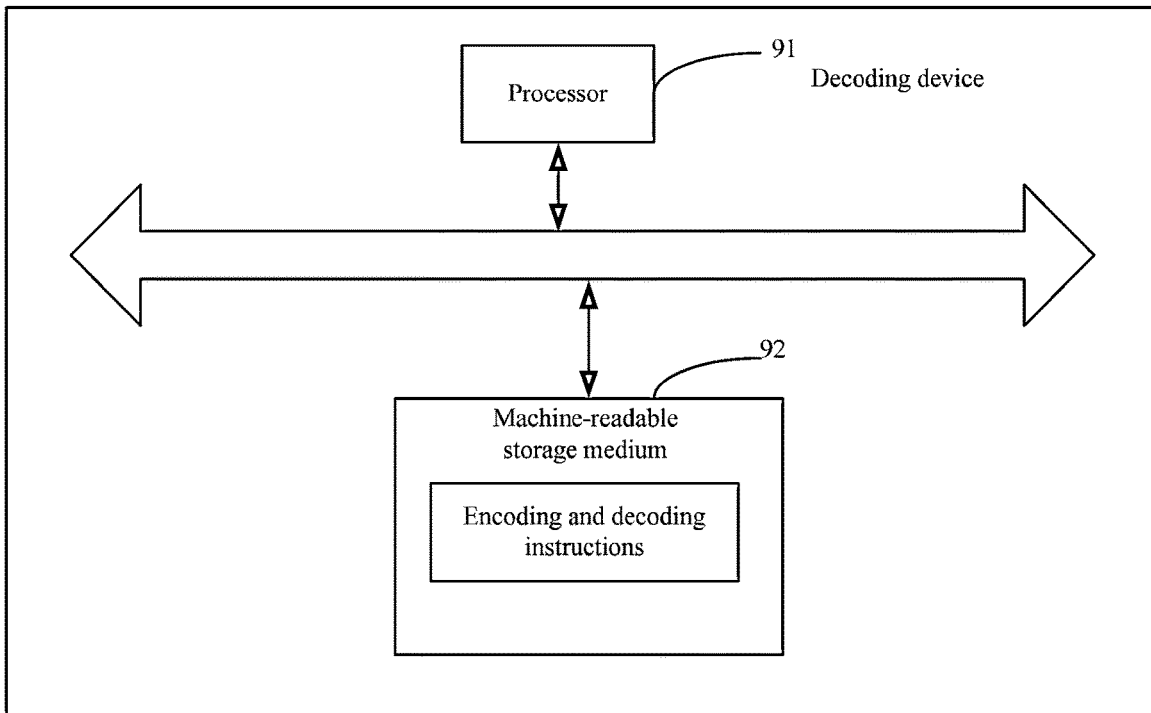 91
Decoding device
Processor
92
Machine-readable
storage medium
Encoding and decoding
instructions